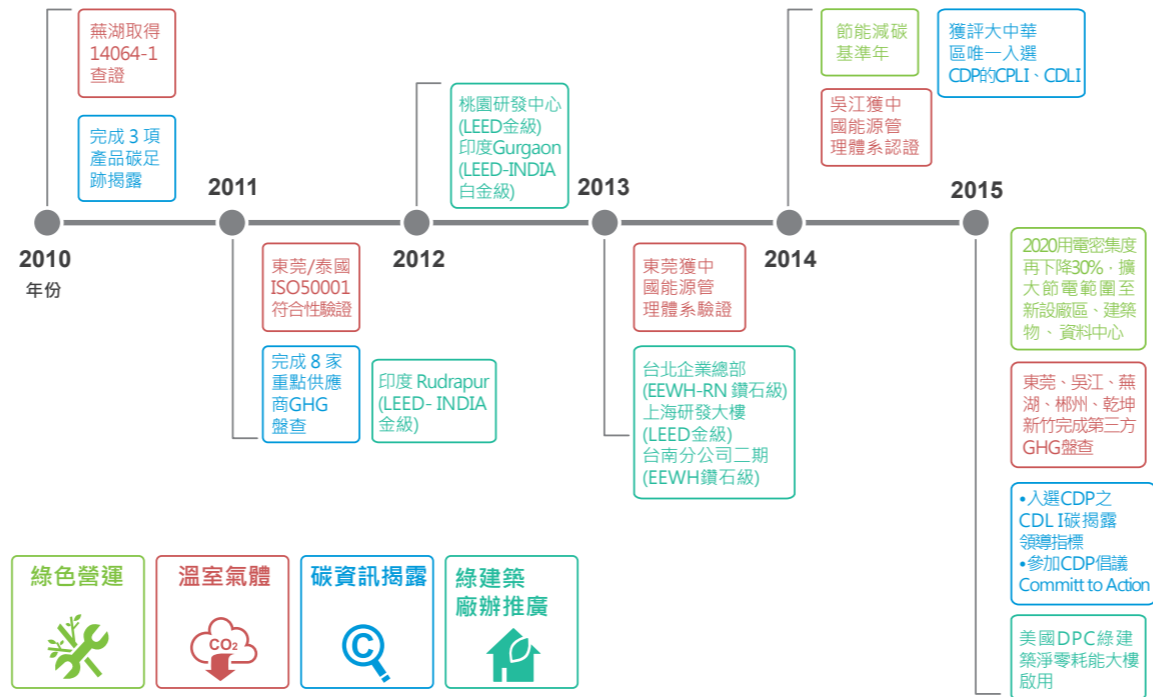 蕪湖取得
14064-1
查證
完成 3 項
產品碳足
跡揭露
2010
年份
2011
東莞/泰國
ISO50001
符合性驗證
完成 8 家
重點供應
商GHG
盤查
印度 Rudrapur
(LEED- INDIA
金級)
桃園研發中心
(LEED金級)
印度Gurgaon
(LEED-INDIA
白金級)
2012
2013
東莞獲中
國能源管
理體系驗證
台北企業總部
(EEWH-RN 鑽石級)
上海研發大樓
(LEED金級)
台南分公司二期
(EEWH鑽石級)
節能減碳
基準年
獲評大中華
區唯一入選
CDP的CPLI、CDLI
吳江獲中
國能源管
理體系認證
2014
2015
2020用電密集度
再下降30%，擴
大節電範圍至
新設廠區、建築
物、 資料中心
東莞、吳江、蕪
湖、郴州、乾坤
新竹完成第三方
GHG盤查
•入選CDP之
CDL I碳揭露
領導指標
•參加CDP倡議
Committ to Action
美國DPC綠建
築淨零耗能大樓
啟用
綠色營運
溫室氣體
CO₂
碳資訊揭露
C
綠建築
廠辦推廣